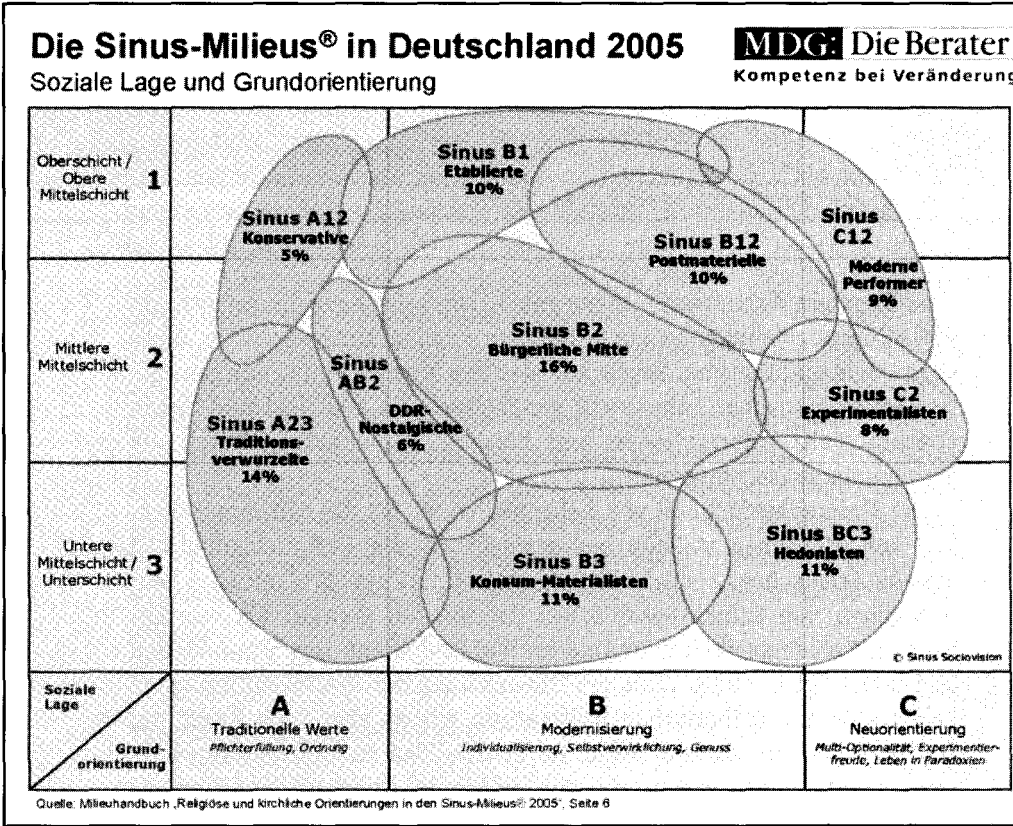 Die Sinus-Milieus® in Deutschland 2005
Soziale Lage und Grundorientierung
MDG: Die Berater
Kompetenz bei Veränderung
Oberschicht /
Obere
Mittelschicht
1
Mittlere
Mittelschicht
2
Untere
Mittelschicht /
Unterschicht
3
Sinus B1
Etablierte
10%
Sinus A12
Konservative
5%
Sinus B12
Postmaterielle
10%
Sinus
C12
Moderne
Performer
9%
Sinus B2
Bürgerliche Mitte
16%
Sinus
AB2
DDR-
Nostalgische
6%
Sinus A23
Traditions-
verwurzelte
14%
Sinus C2
Experimentalisten
8%
Sinus B3
Konsum-Materialisten
11%
Sinus BC3
Hedonisten
11%
© Sinus Sociovision
Soziale
Lage
Grund-
orientierung
A
Traditionelle Werte
Pflichterfüllung, Ordnung
B
Modernisierung
Individualisierung, Selbstverwirklichung, Genuss
C
Neuorientierung
Multi-Optionalität, Experimentier-
freude, Leben in Paradoxien
Quelle: Milieuhandbuch „Religiöse und kirchliche Orientierungen in den Sinus-Milieus® 2005", Seite 6